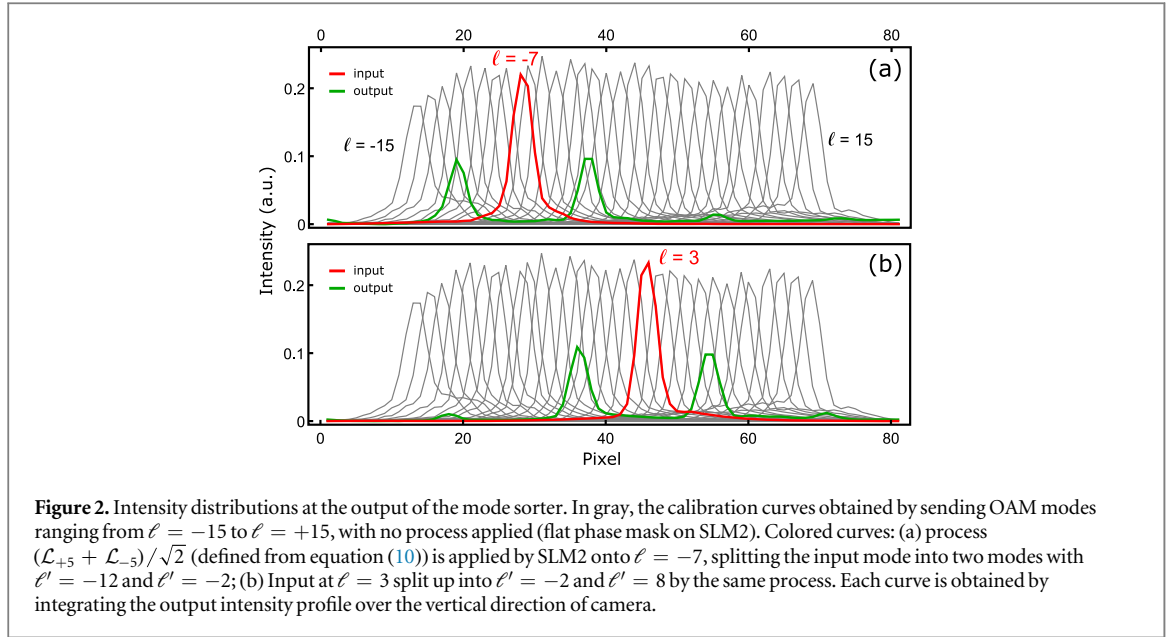 0 20 40 60 80
ℓ = -7
(a)
input
output
0.2
ℓ = -15
ℓ = 15
0.1
0
Intensity (a.u.)
ℓ = 3
(b)
input
output
0.2
0.1
0
0 20 40 60 80
Pixel
Figure 2. Intensity distributions at the output of the mode sorter. In gray, the calibration curves obtained by sending OAM modes
ranging from ℓ = −15 to ℓ = +15, with no process applied (flat phase mask on SLM2). Colored curves: (a) process
(ℒ+5 + ℒ−5)/√2 (defined from equation (10)) is applied by SLM2 onto ℓ = −7, splitting the input mode into two modes with
ℓ′ = −12 and ℓ′ = −2; (b) Input at ℓ = 3 split up into ℓ′ = −2 and ℓ′ = 8 by the same process. Each curve is obtained by
integrating the output intensity profile over the vertical direction of camera.